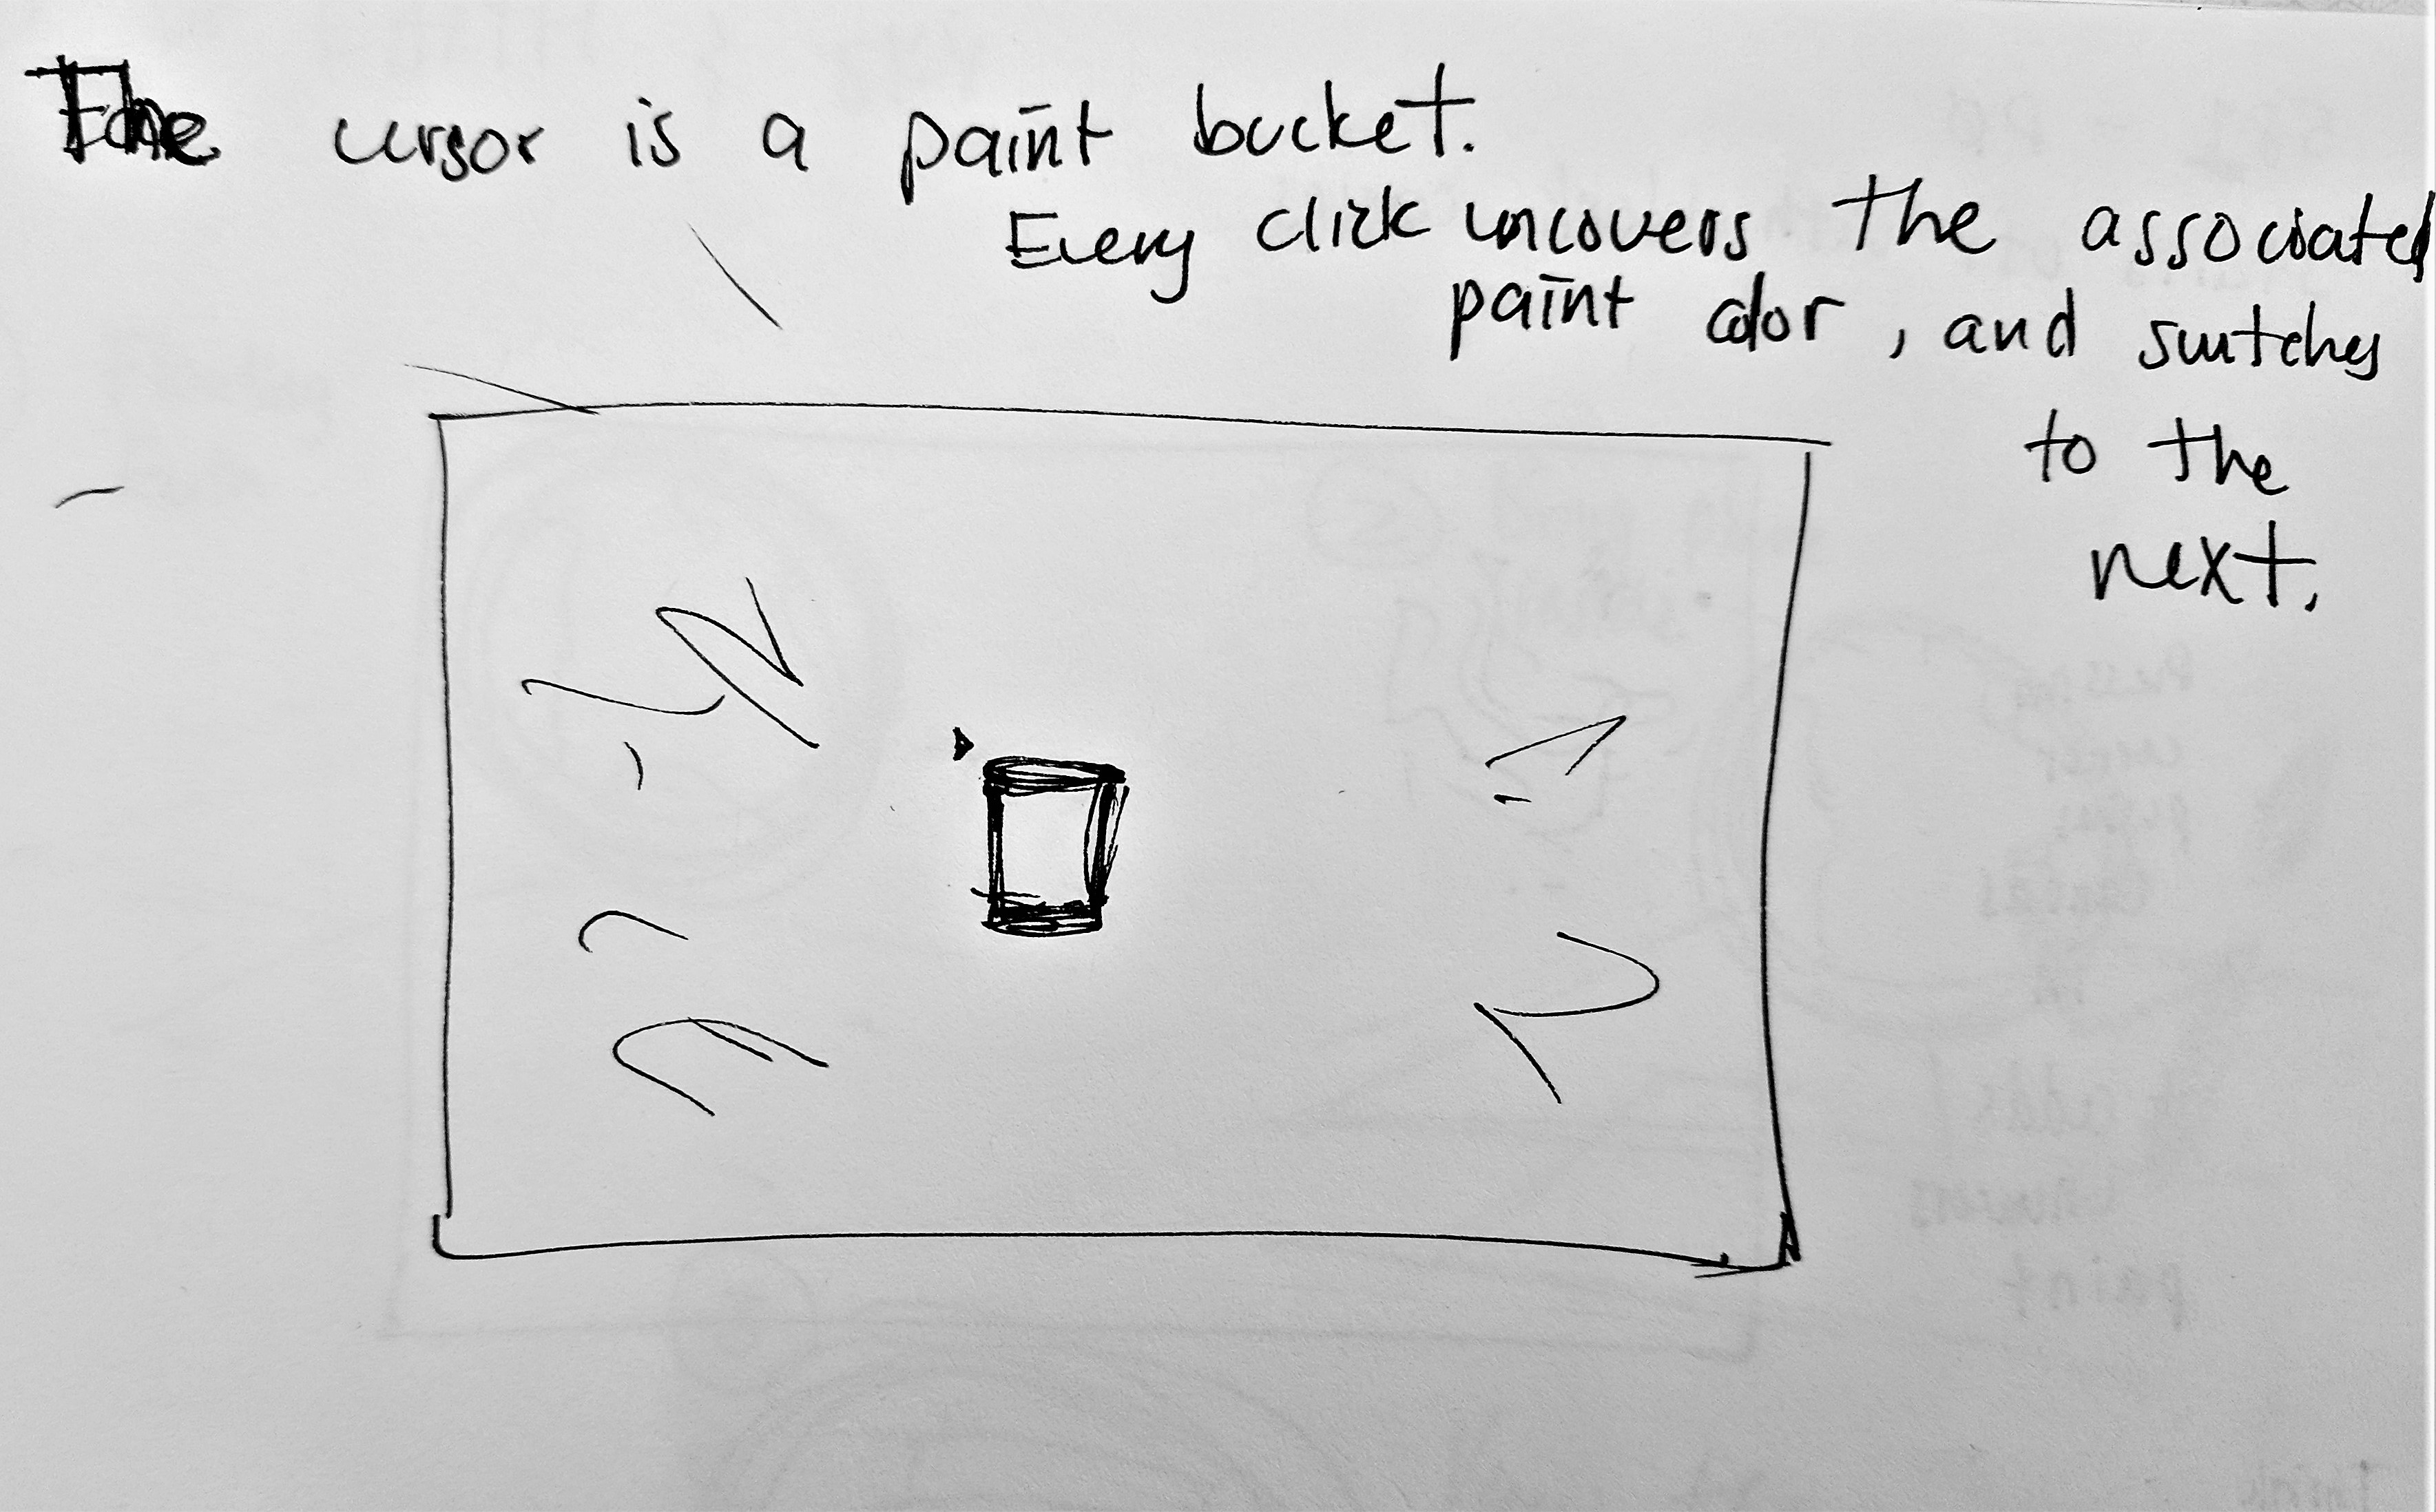 The cursor is a paint bucket.
Every click uncovers the associated
paint color, and switches
to the
next.